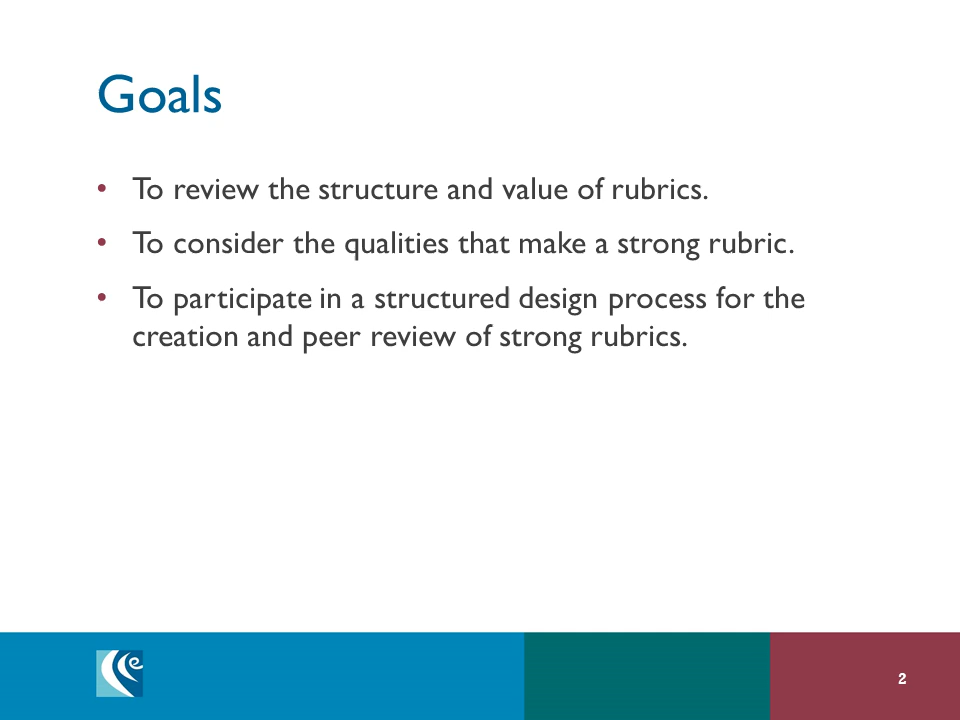 Goals
• To review the structure and value of rubrics.
• To consider the qualities that make a strong rubric.
• To participate in a structured design process for the
creation and peer review of strong rubrics.
e
2